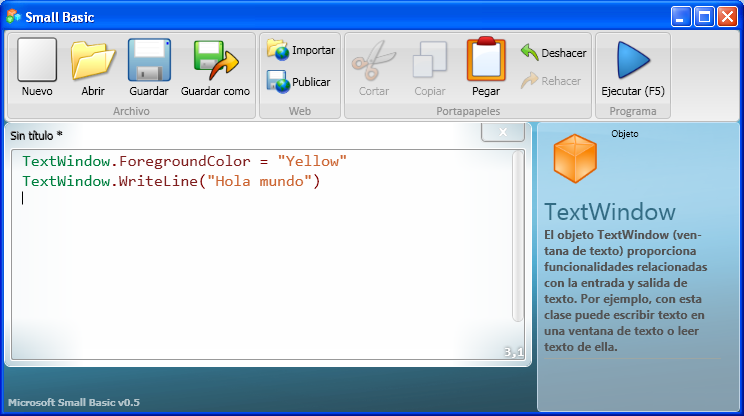 Small Basic
Nuevo
Abrir
Guardar
Guardar como
Archivo
Importar
Publicar
Web
Cortar
Copiar
Pegar
Deshacer
Rehacer
Portapapeles
Ejecutar (F5)
Programa
Sin título *
x
TextWindow.ForegroundColor = "Yellow"
TextWindow.WriteLine("Hola mundo")
3,1
Microsoft Small Basic v0.5
Objeto
TextWindow
El objeto TextWindow (ven-
tana de texto) proporciona
funcionalidades relacionadas
con la entrada y salida de
texto. Por ejemplo, con esta
clase puede escribir texto en
una ventana de texto o leer
texto de ella.